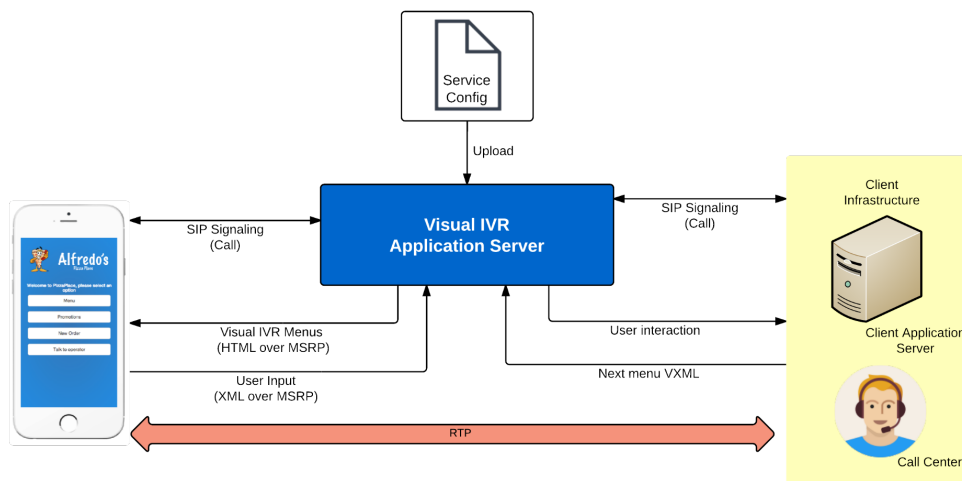 Service
Config
Upload
Visual IVR
Application Server
SIP Signaling
(Call)
SIP Signaling
(Call)
Client
Infrastructure
Alfredo's
Pizza Place
Welcome to PizzaPlace, please select an
option
Menu
Promotions
New Order
Talk to operator
Visual IVR Menus
(HTML over MSRP)
User interaction
Client Application
Server
User Input
(XML over MSRP)
Next menu VXML
RTP
Call Center